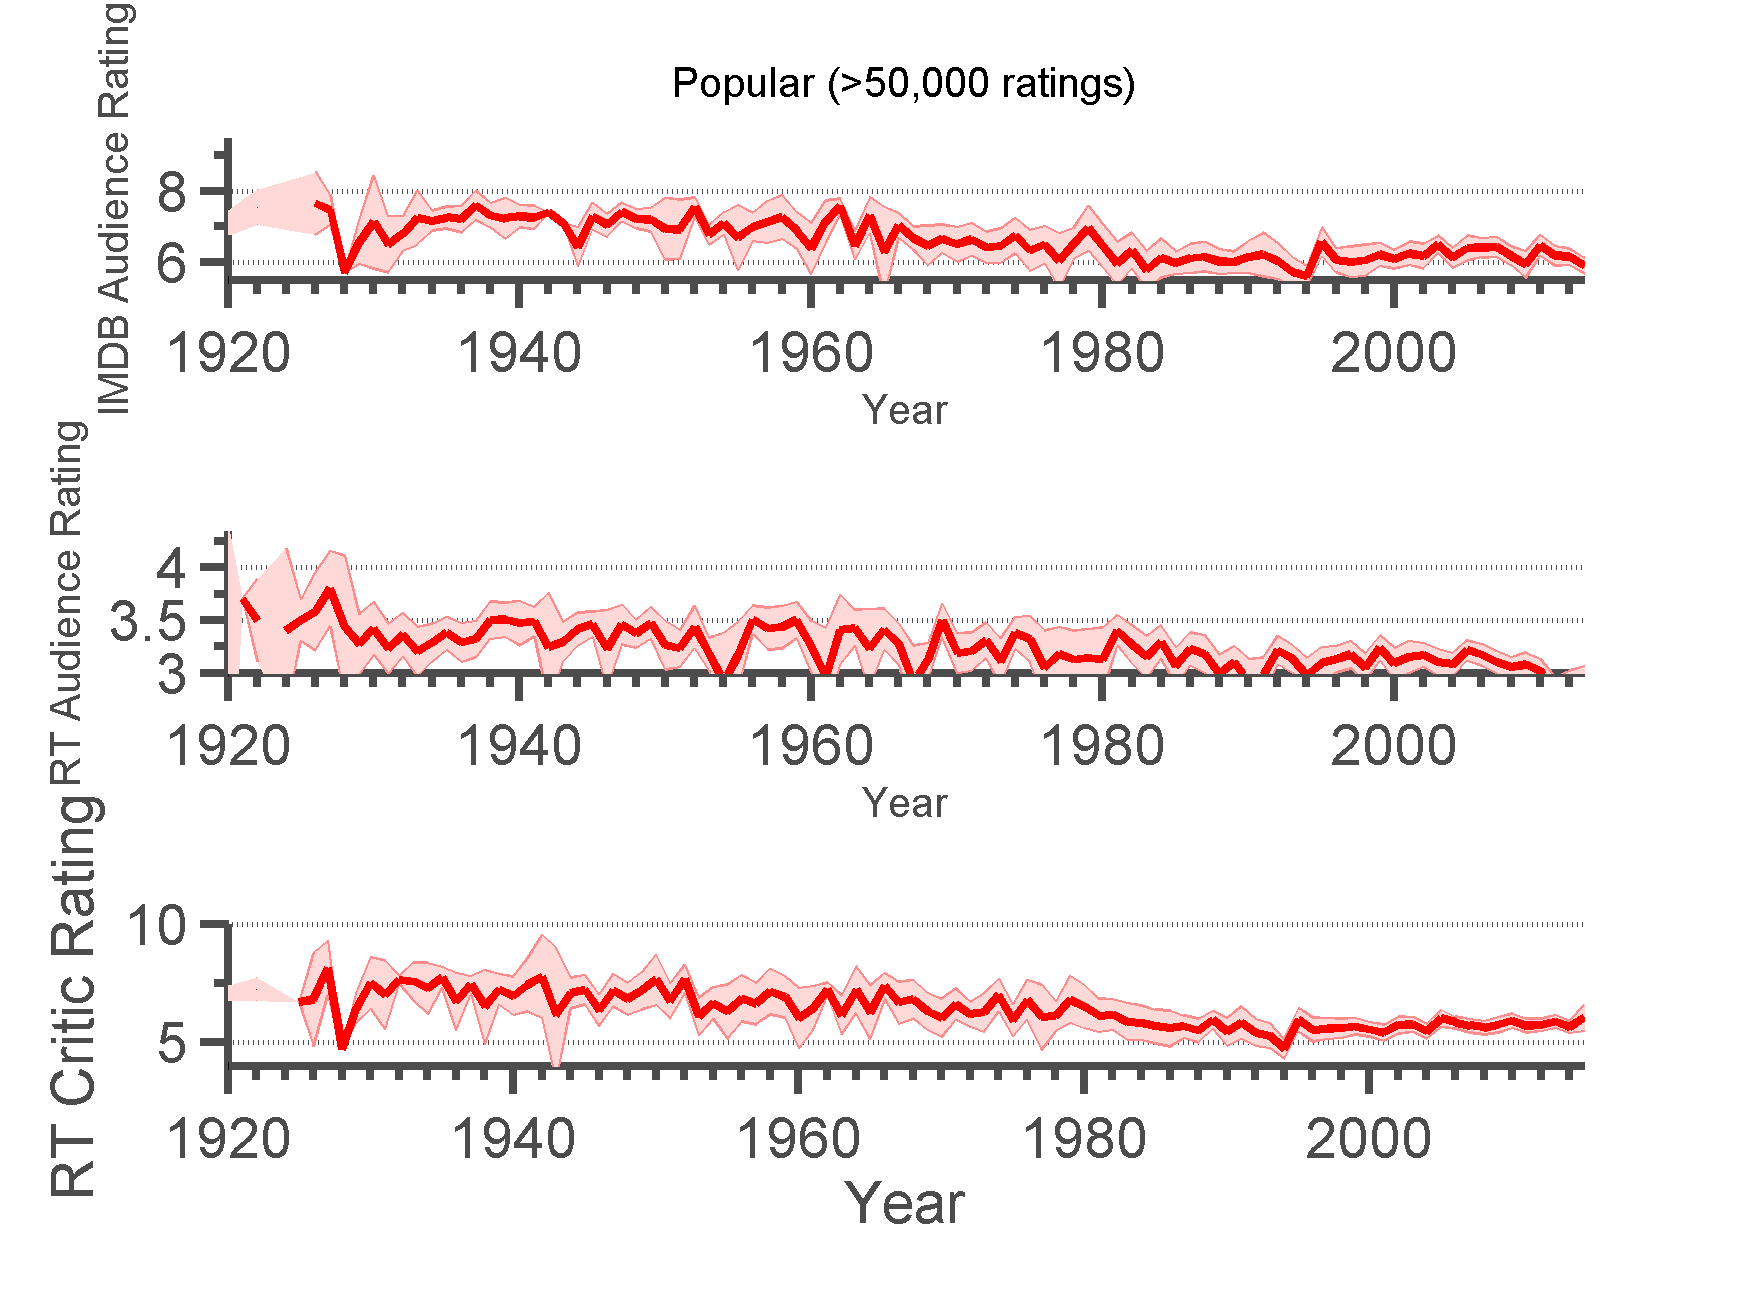 Popular (>50,000 ratings)
IMDB Audience Rating
8
6
1920 1940 1960 1980 2000
Year
RT Audience Rating
4
3.5
3
1920 1940 1960 1980 2000
Year
RT Critic Rating
10
5
1920 1940 1960 1980 2000
Year